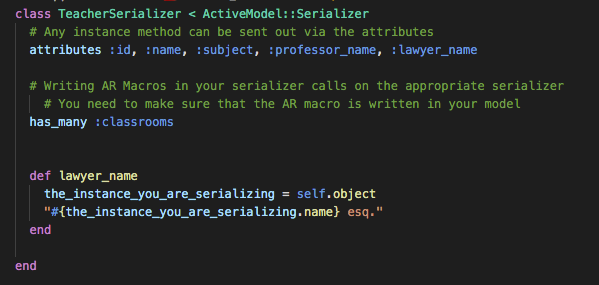 class TeacherSerializer < ActiveModel::Serializer
# Any instance method can be sent out via the attributes
attributes :id, :name, :subject, :professor_name, :lawyer_name
# Writing AR Macros in your serializer calls on the appropriate serializer
# You need to make sure that the AR macro is written in your model
has_many :classrooms
def lawyer_name
the_instance_you_are_serializing = self.object
"#{the_instance_you_are_serializing.name} esq."
end
end